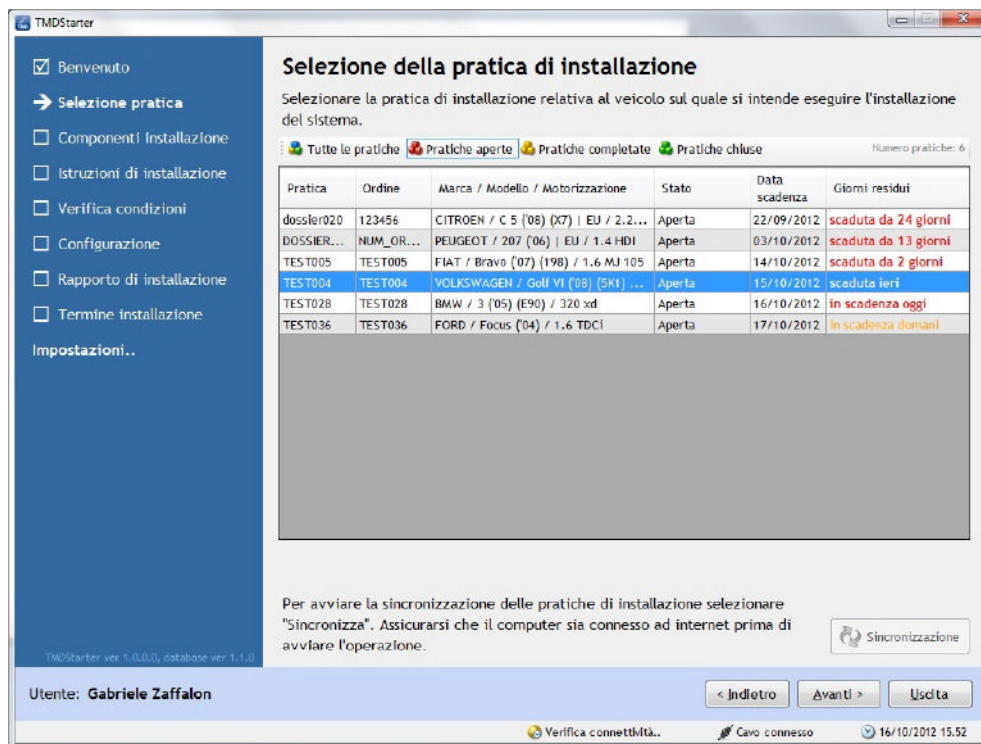 TMDStarter
Benvenuto
Selezione pratica
Componenti installazione
Istruzioni di installazione
Verifica condizioni
Configurazione
Rapporto di installazione
Termine installazione
Impostazioni..
TMDStarter ver 1.0.0.0, database ver 1.1.0
Selezione della pratica di installazione
Selezionare la pratica di installazione relativa al veicolo sul quale si intende eseguire l'installazione
del sistema.
Tutte le pratiche Pratiche aperte Pratiche completate Pratiche chiuse Numero pratiche: 6
Pratica Ordine Marca / Modello / Motorizzazione Stato Data scadenza Giorni residui
dossier020 123456 CITROEN / C 5 ('08) (X7) | EU / 2.2... Aperta 22/09/2012 scaduta da 24 giorni
DOSSIER... NUM_OR... PEUGEOT / 207 ('06) | EU / 1.4 HDI Aperta 03/10/2012 scaduta da 13 giorni
TEST005 TEST005 FIAT / Bravo ('07) (198) / 1.6 MJ 105 Aperta 14/10/2012 scaduta da 2 giorni
TEST004 TEST004 VOLKSWAGEN / Golf VI ('08) (5K1) ... Aperta 15/10/2012 scaduta ieri
TEST028 TEST028 BMW / 3 ('05) (E90) / 320 xd Aperta 16/10/2012 in scadenza oggi
TEST036 TEST036 FORD / Focus ('04) / 1.6 TDCi Aperta 17/10/2012 in scadenza domani
Per avviare la sincronizzazione delle pratiche di installazione selezionare
"Sincronizza". Assicurarsi che il computer sia connesso ad internet prima di
avviare l'operazione.
Sincronizzazione
Utente: Gabriele Zaffalon
< Indietro Avanti > Uscita
Verifica connettività.. Cavo connesso 16/10/2012 15.52